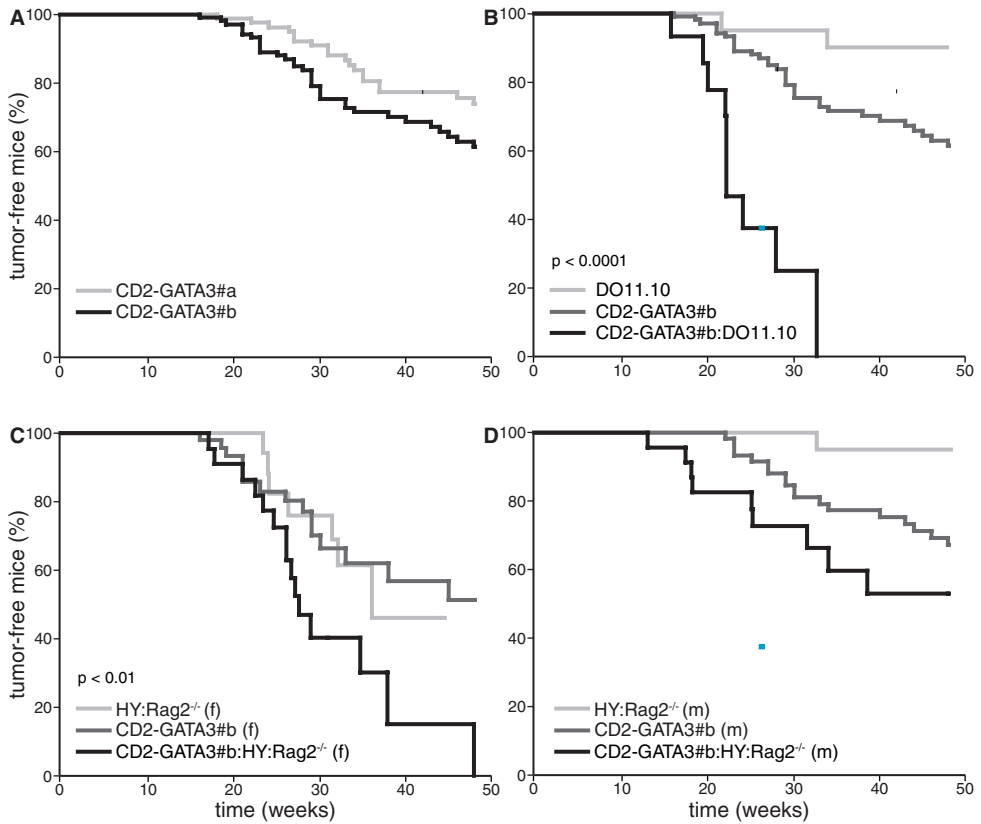 A
100
80
60
40
20
0
tumor-free mice (%)
CD2-GATA3#a
CD2-GATA3#b
0 10 20 30 40 50
B
100
80
60
40
20
0
p < 0.0001
DO11.10
CD2-GATA3#b
CD2-GATA3#b:DO11.10
0 10 20 30 40 50
C
100
80
60
40
20
0
tumor-free mice (%)
p < 0.01
HY:Rag2-/- (f)
CD2-GATA3#b (f)
CD2-GATA3#b:HY:Rag2-/- (f)
0 10 20 30 40 50
time (weeks)
D
100
80
60
40
20
0
HY:Rag2-/- (m)
CD2-GATA3#b (m)
CD2-GATA3#b:HY:Rag2-/- (m)
0 10 20 30 40 50
time (weeks)